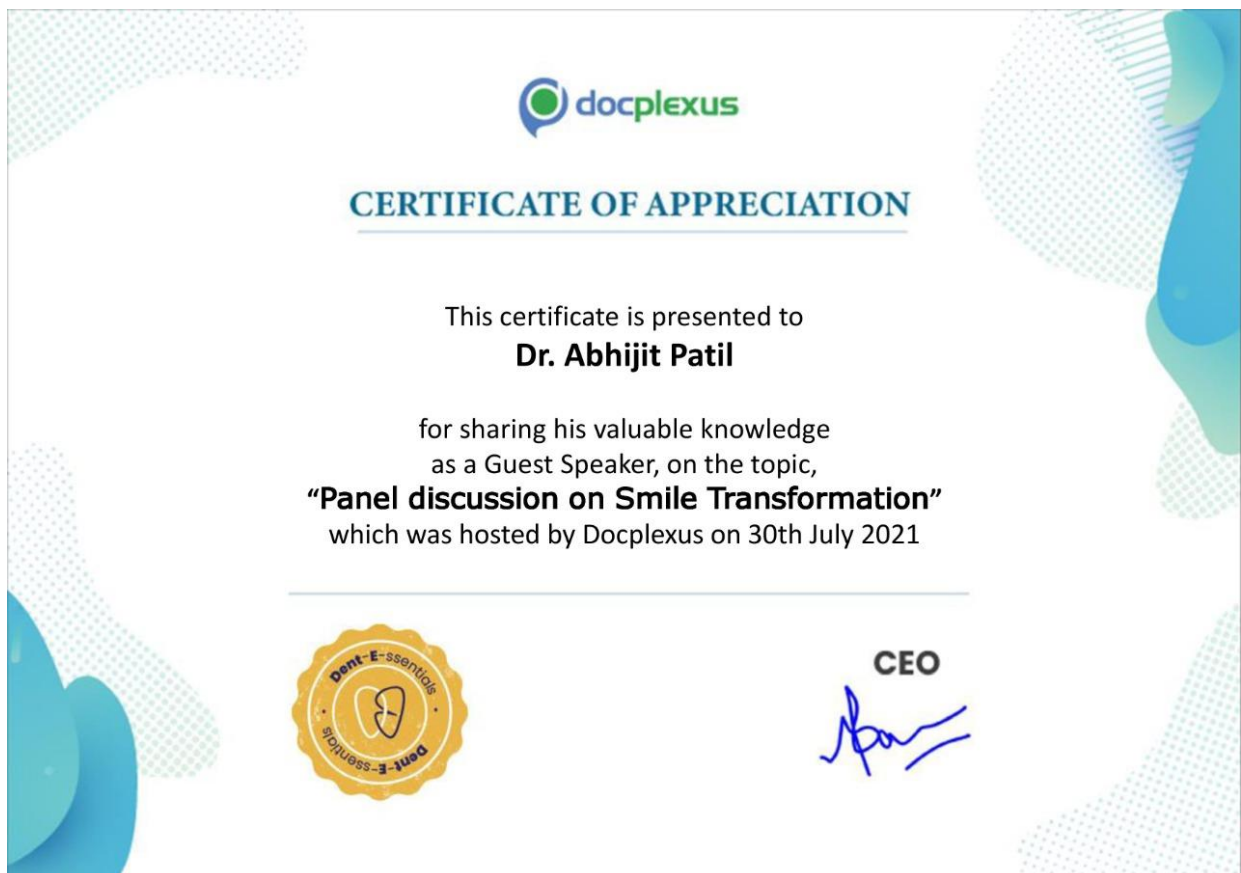 docplexus
CERTIFICATE OF APPRECIATION
This certificate is presented to
Dr. Abhijit Patil
for sharing his valuable knowledge
as a Guest Speaker, on the topic,
“Panel discussion on Smile Transformation”
which was hosted by Docplexus on 30th July 2021
Dent-E-ssentials
Dent-E-ssentials
CEO